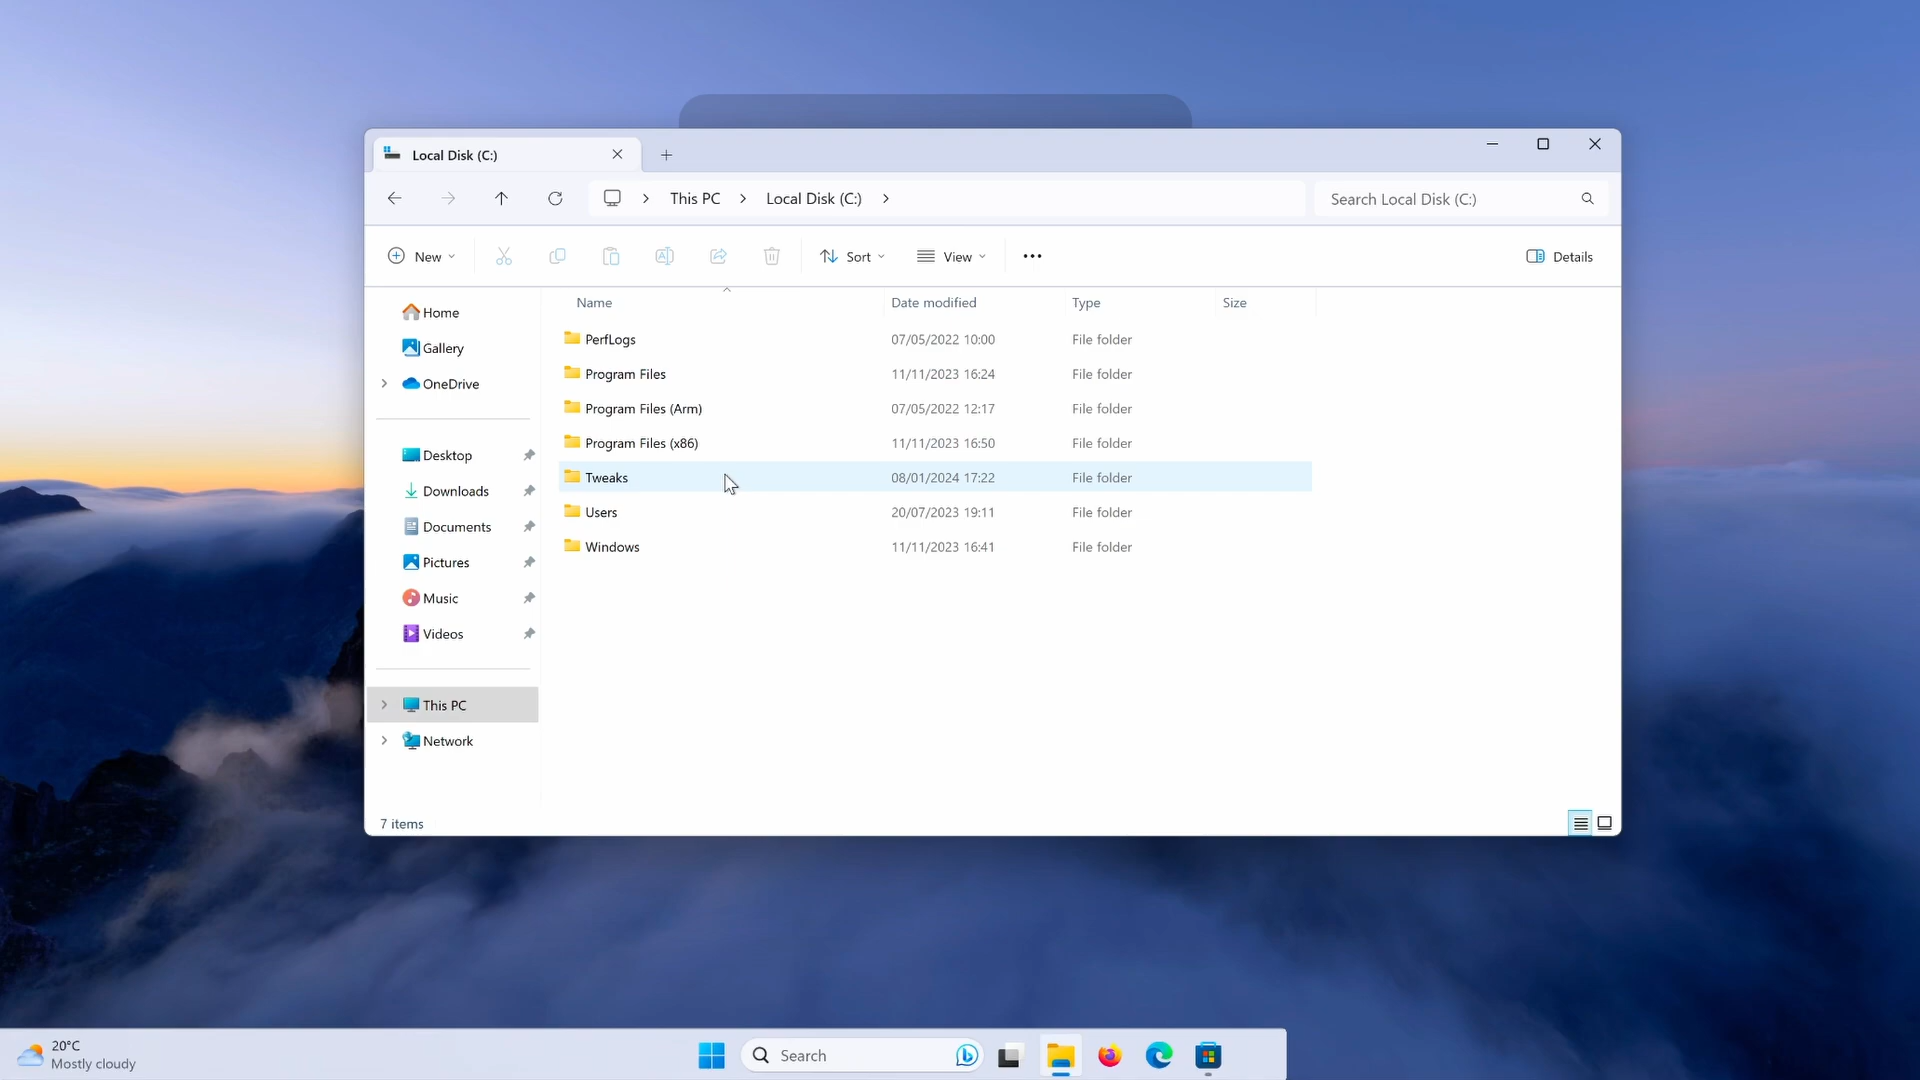 Local Disk (C:)
This PC
Local Disk (C:)
Search Local Disk (C:)
New
Sort
View
Details
Name
Date modified
Type
Size
Home
Gallery
OneDrive
Desktop
Downloads
Documents
Pictures
Music
Videos
This PC
Network
PerfLogs 07/05/2022 10:00 File folder
Program Files 11/11/2023 16:24 File folder
Program Files (Arm) 07/05/2022 12:17 File folder
Program Files (x86) 11/11/2023 16:50 File folder
Tweaks 08/01/2024 17:22 File folder
Users 20/07/2023 19:11 File folder
Windows 11/11/2023 16:41 File folder
7 items
20°C
Mostly cloudy
Search